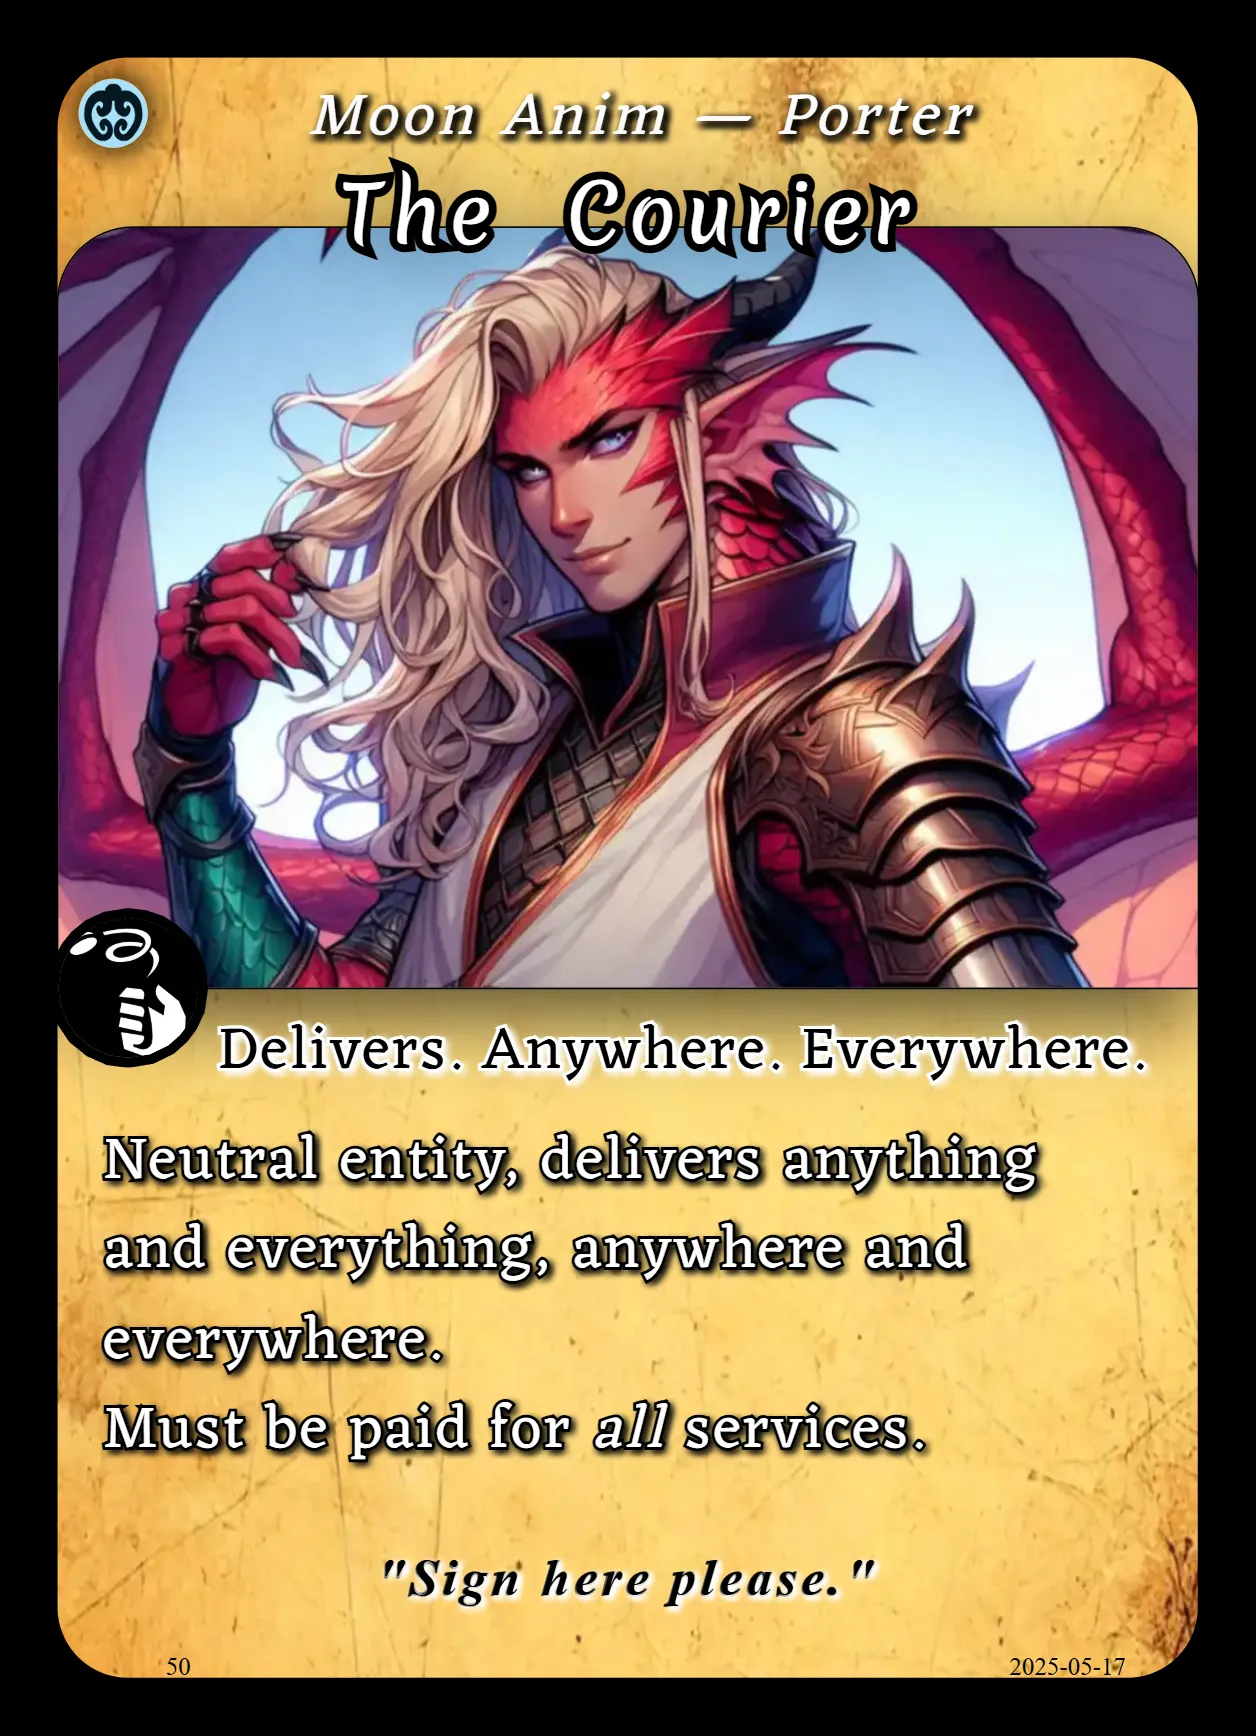 Moon Anim — Porter
The Courier
Delivers. Anywhere. Everywhere.
Neutral entity, delivers anything
and everything, anywhere and
everywhere.
Must be paid for all services.
"Sign here please."
50
2025-05-17